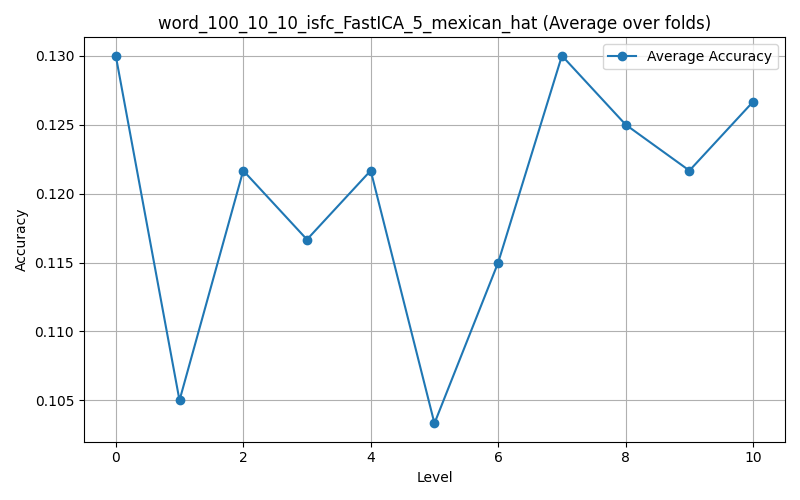 word_100_10_10_isfc_FastICA_5_mexican_hat (Average over folds)
Average Accuracy
0.130
0.125
0.120
0.115
0.110
0.105
Accuracy
0 2 4 6 8 10
Level